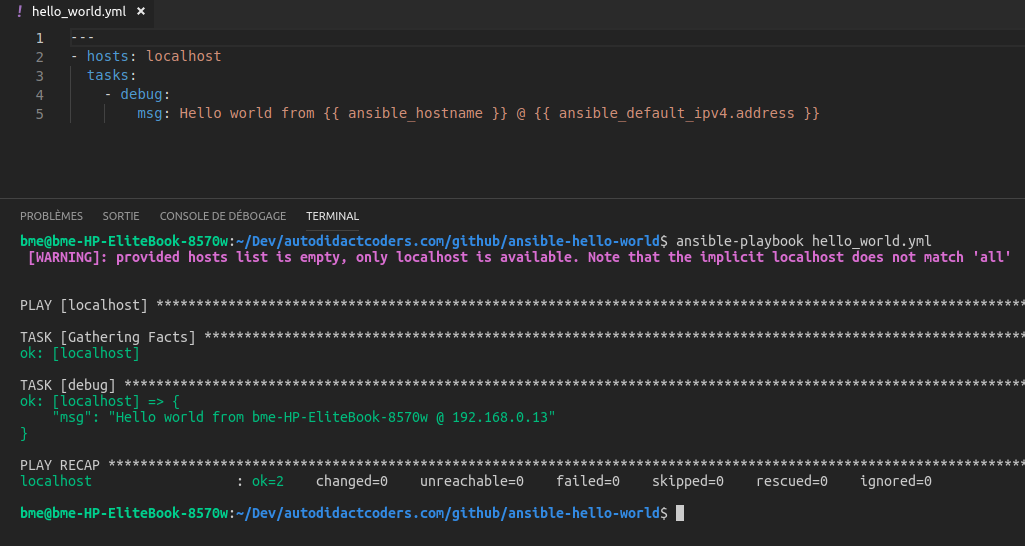 ! hello_world.yml ×
1 ---
2 - hosts: localhost
3   tasks:
4     - debug:
5         msg: Hello world from {{ ansible_hostname }} @ {{ ansible_default_ipv4.address }}
PROBLÈMES SORTIE CONSOLE DE DÉBOGAGE TERMINAL
bme@bme-HP-EliteBook-8570w:~/Dev/autodidactcoders.com/github/ansible-hello-world$ ansible-playbook hello_world.yml
 [WARNING]: provided hosts list is empty, only localhost is available. Note that the implicit localhost does not match 'all'
PLAY [localhost] *************************************************************************************************************
TASK [Gathering Facts] *******************************************************************************************************
ok: [localhost]
TASK [debug] *****************************************************************************************************************
ok: [localhost] => {
    "msg": "Hello world from bme-HP-EliteBook-8570w @ 192.168.0.13"
}
PLAY RECAP *******************************************************************************************************************
localhost                  : ok=2    changed=0    unreachable=0    failed=0    skipped=0    rescued=0    ignored=0
bme@bme-HP-EliteBook-8570w:~/Dev/autodidactcoders.com/github/ansible-hello-world$